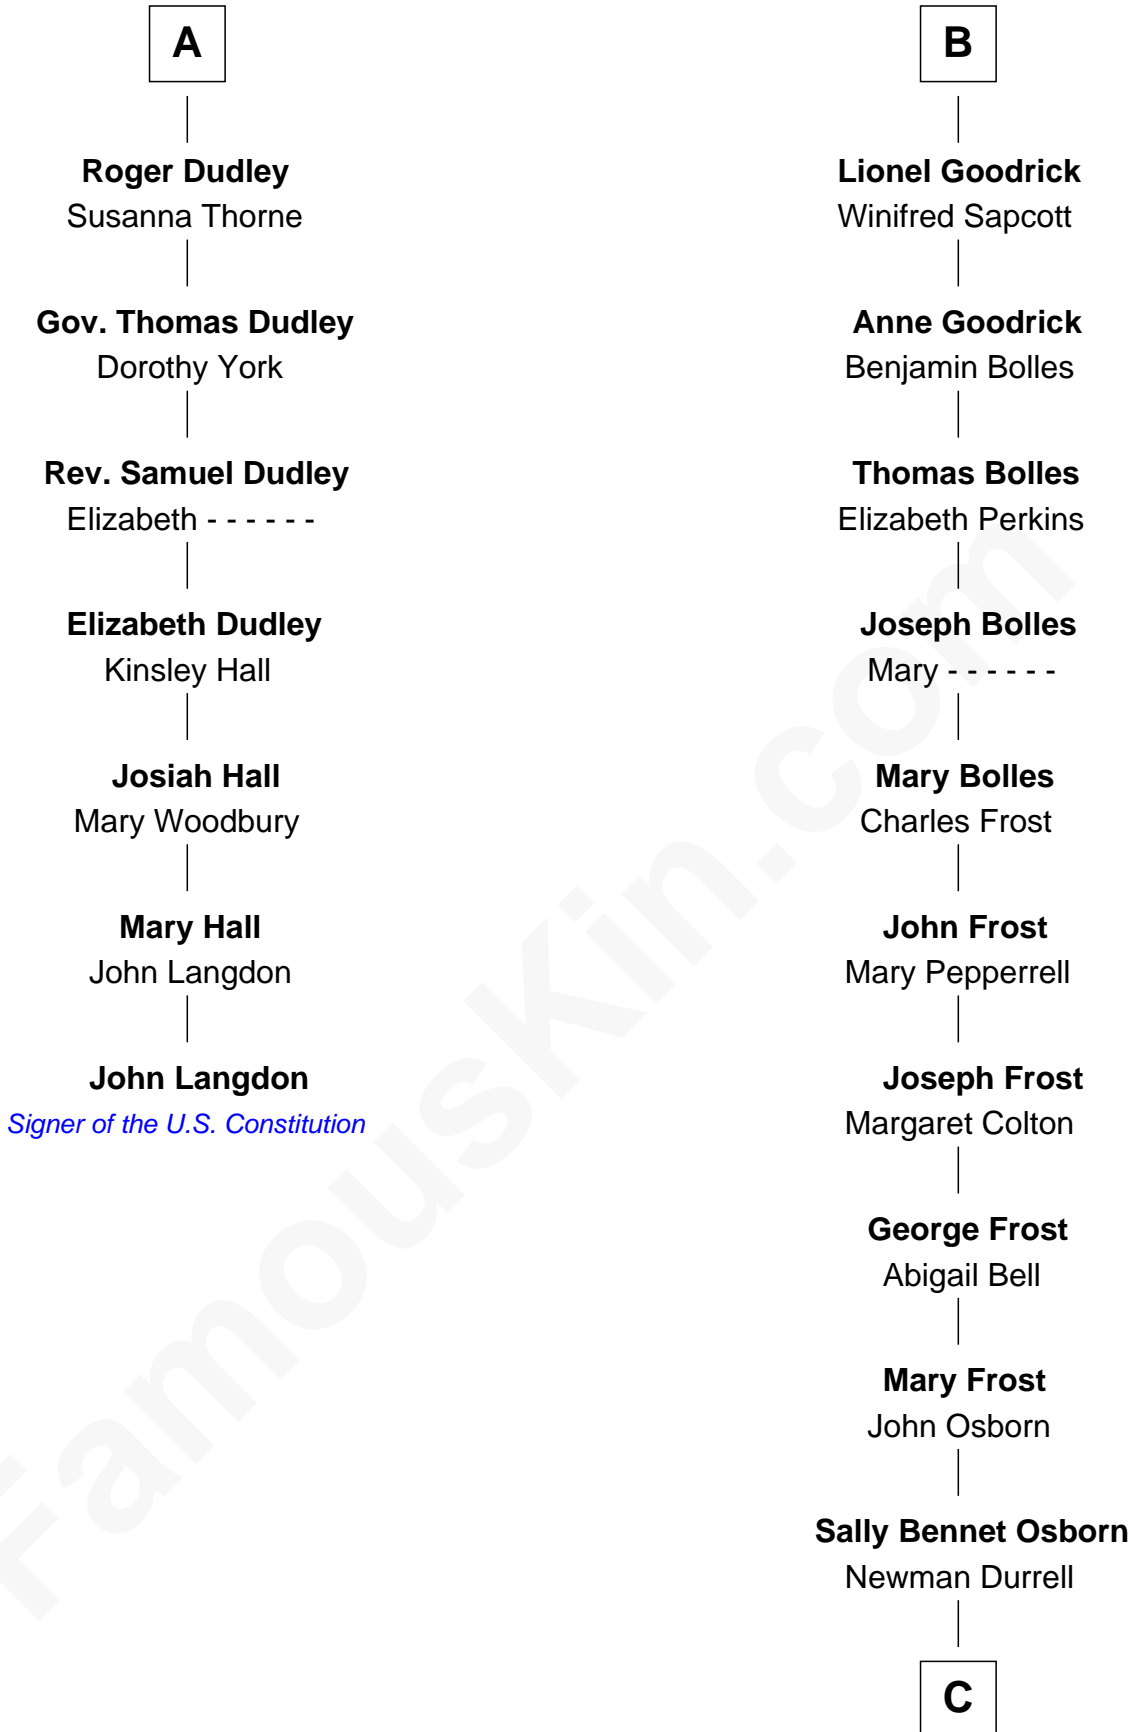 A
Roger Dudley
Susanna Thorne
Gov. Thomas Dudley
Dorothy York
Rev. Samuel Dudley
Elizabeth - - - - - -
Elizabeth Dudley
Kinsley Hall
Josiah Hall
Mary Woodbury
Mary Hall
John Langdon
John Langdon
Signer of the U.S. Constitution
B
Lionel Goodrick
Winifred Sapcott
Anne Goodrick
Benjamin Bolles
Thomas Bolles
Elizabeth Perkins
Joseph Bolles
Mary - - - - - -
Mary Bolles
Charles Frost
John Frost
Mary Pepperrell
Joseph Frost
Margaret Colton
George Frost
Abigail Bell
Mary Frost
John Osborn
Sally Bennet Osborn
Newman Durrell
C
FamousKin.com